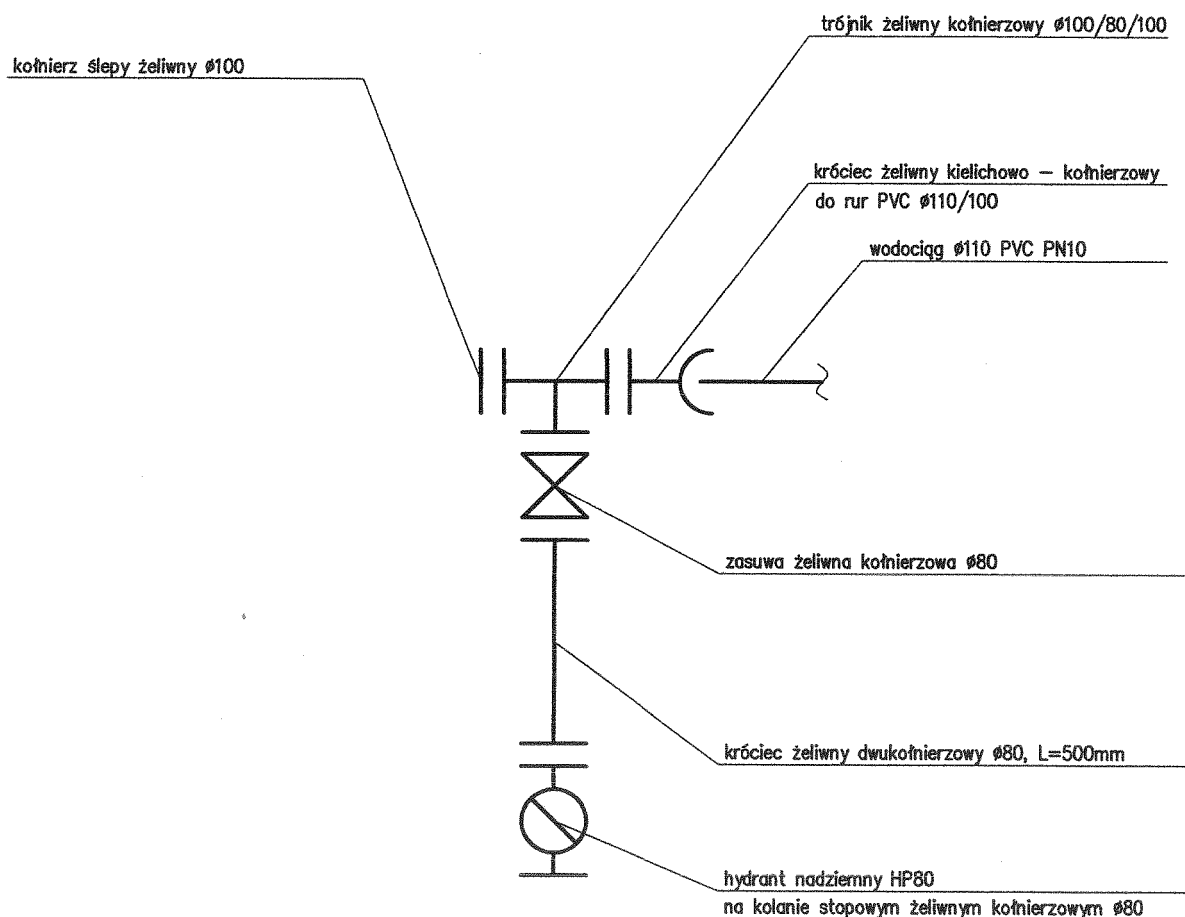 trójnik żeliwny kołnierzowy ø100/80/100
kołnierz ślepy żeliwny ø100
króciec żeliwny kielichowo – kołnierzowy
do rur PVC ø110/100
wodociąg ø110 PVC PN10
zasuwa żeliwna kołnierzowa ø80
króciec żeliwny dwukołnierzowy ø80, L=500mm
hydrant nadziemny HP80
na kolanie stopowym żeliwnym kołnierzowym ø80